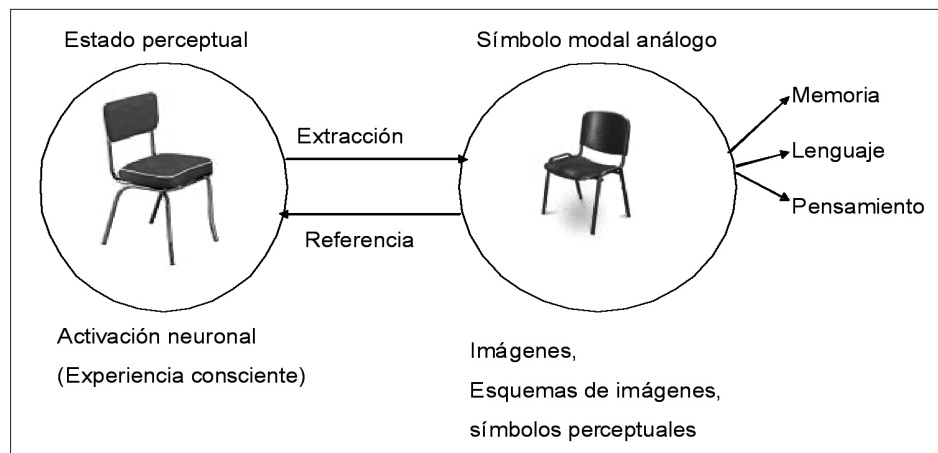 Estado perceptual
Símbolo modal análogo
Memoria
Extracción
Lenguaje
Pensamiento
Referencia
Activación neuronal
(Experiencia consciente)
Imágenes,
Esquemas de imágenes,
símbolos perceptuales